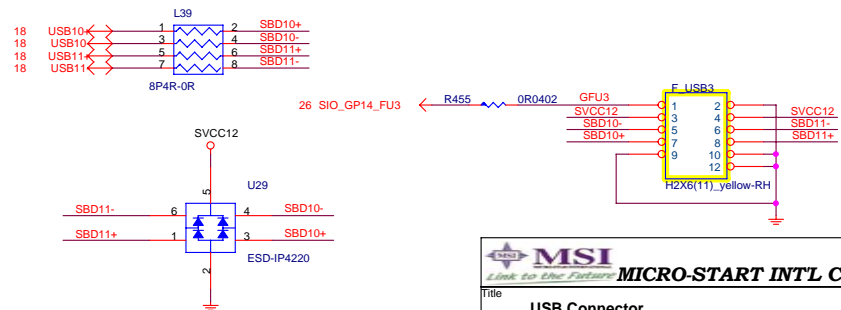 L39
18 USB10+ 1 2 SBD10+
18 USB10- 3 4 SBD10-
18 USB11+ 5 6 SBD11+
18 USB11- 7 8 SBD11-
8P4R-0R
F_USB3
26 SIO_GP14_FU3 R455 0R0402 GFU3 1 2
SVCC12 3 4 SVCC12
SBD10- 5 6 SBD11-
SBD10+ 7 8 SBD11+
9 10
12
H2X6(11)_yellow-RH
SVCC12
U29
5
SBD11- 6 4 SBD10-
SBD11+ 1 3 SBD10+
ESD-IP4220
2
MSI
Link to the Future
MICRO-START INT'L C
Title
USB Connector